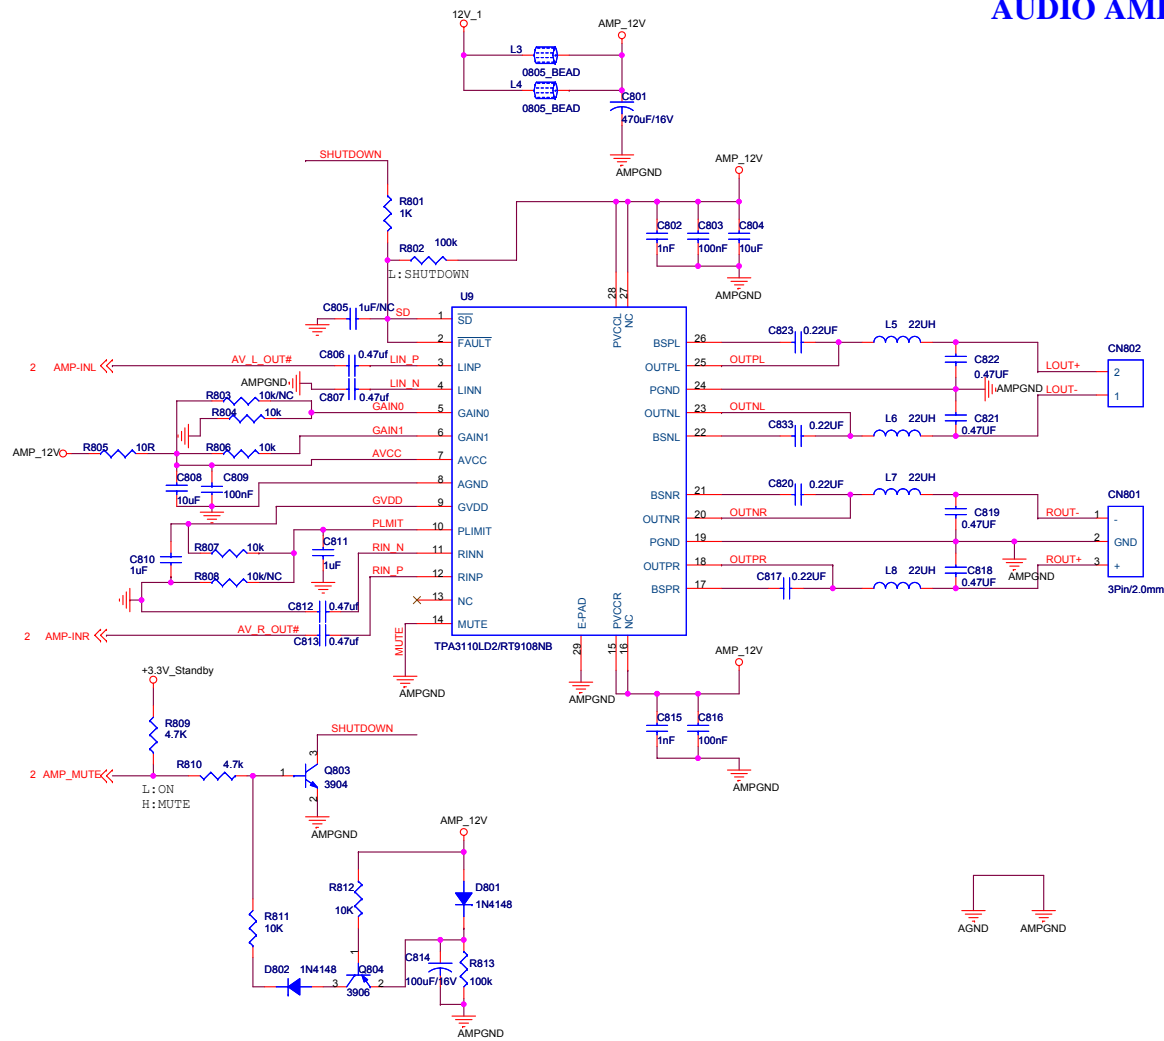 AUDIO AMP
12V_1
AMP_12V
L3
0805_BEAD
L4
0805_BEAD
C801
470uF/16V
AMPGND
SHUTDOWN
R801
1K
R802
100k
L:SHUTDOWN
AMP_12V
C802
1nF
C803
100nF
C804
10uF
AMPGND
C805
1uF/NC
SD
U9
28
27
PVCCL
NC
1
SD
2
FAULT
3
LINP
4
LINN
5
GAIN0
6
GAIN1
7
AVCC
8
AGND
9
GVDD
10
PLIMIT
11
RINN
12
RINP
13
NC
14
MUTE
BSPL
26
OUTPL
25
PGND
24
OUTNL
23
BSNL
22
BSNR
21
OUTNR
20
PGND
19
OUTPR
18
BSPR
17
E-PAD
29
PVCCR
15
NC
16
TPA3110LD2/RT9108NB
2 AMP-INL
AV_L_OUT#
C806
0.47uf
LIN_P
AMPGND
C807
0.47uf
LIN_N
R803
10k/NC
GAIN0
R804
10k
AMP_12V
R805
10R
R806
10k
GAIN1
AVCC
C808
10uF
C809
100nF
GVDD
PLMIT
C810
1uF
R807
10k
R808
10k/NC
C811
1uF
RIN_N
RIN_P
C812
0.47uf
2 AMP-INR
AV_R_OUT#
C813
0.47uf
MUTE
AMPGND
AMPGND
C823
0.22UF
OUTPL
L5
22UH
C822
0.47UF
LOUT+
CN802
2
1
AMPGND
LOUT-
OUTNL
C833
0.22UF
L6
22UH
C821
0.47UF
C820
0.22UF
OUTNR
L7
22UH
C819
0.47UF
ROUT-
CN801
1
-
2
GND
3
+
3Pin/2.0mm
AMPGND
ROUT+
OUTPR
C817
0.22UF
L8
22UH
C818
0.47UF
AMP_12V
C815
1nF
C816
100nF
AMPGND
+3.3V_Standby
R809
4.7K
2 AMP_MUTE
R810
4.7k
L:ON
H:MUTE
SHUTDOWN
3
1
Q803
3904
2
AMPGND
R811
10K
D802
1N4148
R812
10K
1
Q804
3
2
3906
AMP_12V
D801
1N4148
C814
100uF/16V
R813
100k
AMPGND
AGND
AMPGND